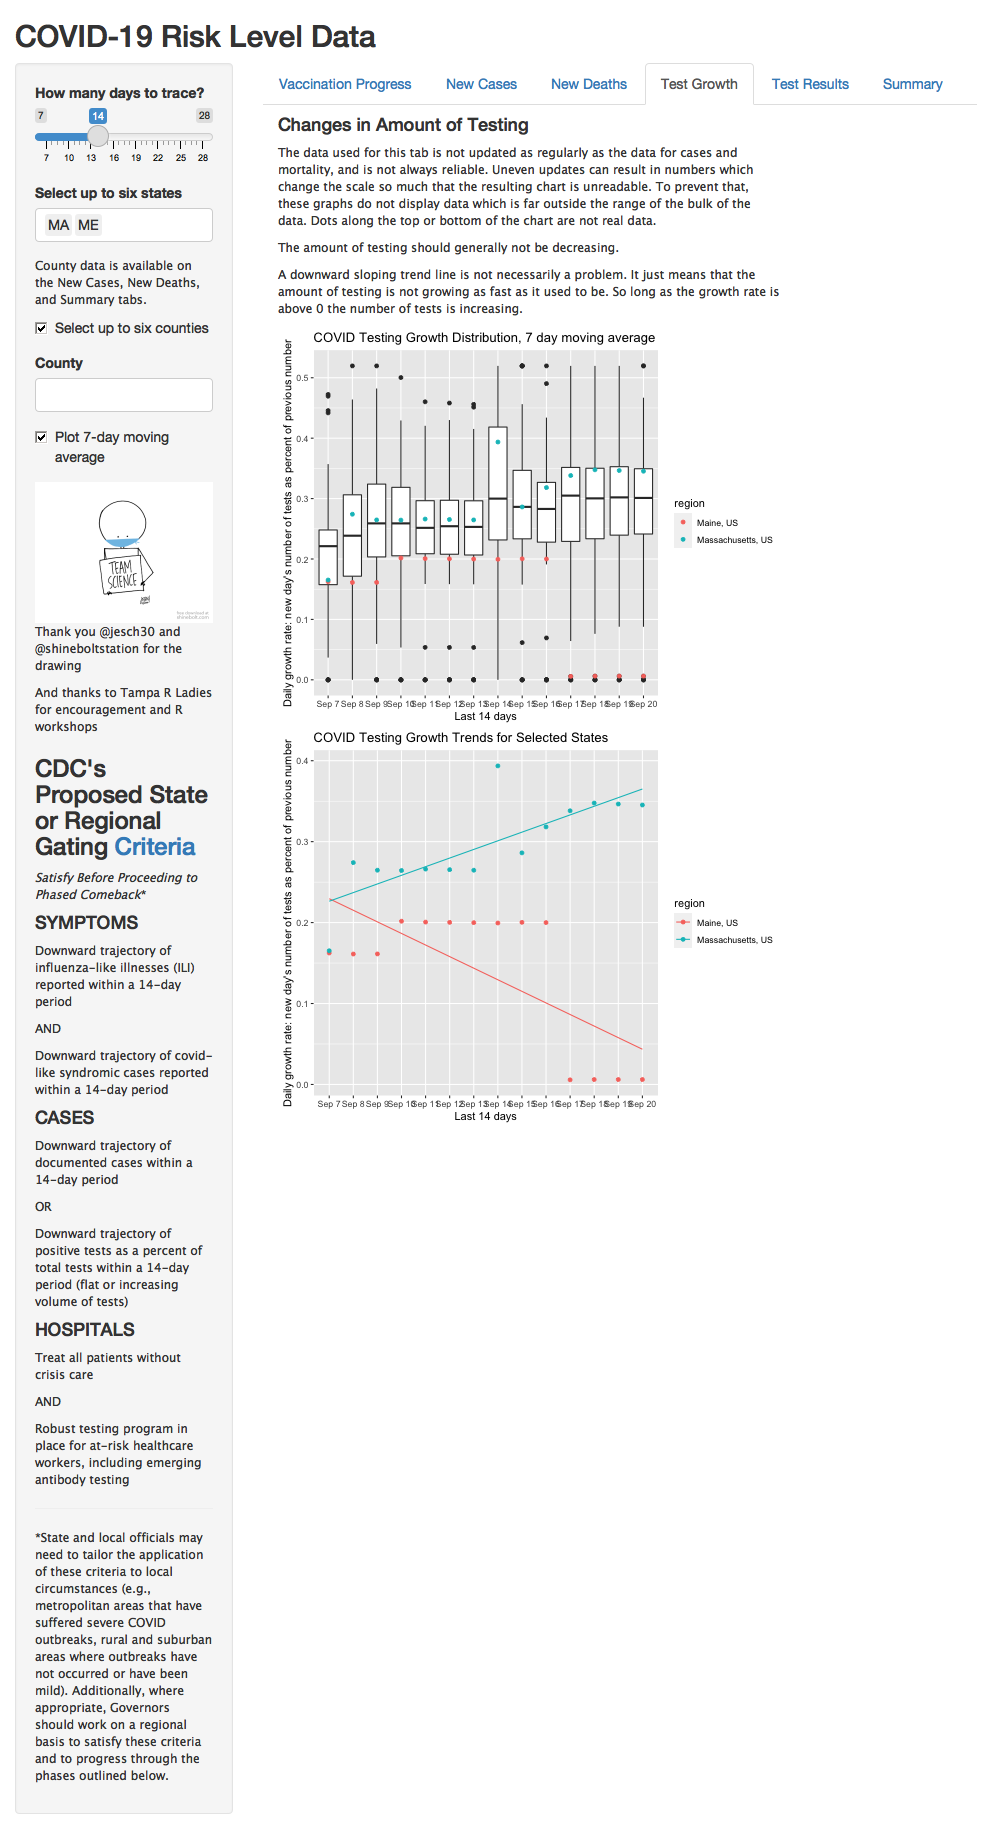 COVID-19 Risk Level Data
How many days to trace?
7 14 28
7 10 13 16 19 22 25 28
Select up to six states
MA ME
County data is available on
the New Cases, New Deaths,
and Summary tabs.
Select up to six counties
County
Plot 7-day moving
average
TEAM
SCIENCE
Thank you @jesch30 and
@shineboltstation for the
drawing
And thanks to Tampa R Ladies
for encouragement and R
workshops
CDC's
Proposed State
or Regional
Gating Criteria
Satisfy Before Proceeding to
Phased Comeback*
SYMPTOMS
Downward trajectory of
influenza-like illnesses (ILI)
reported within a 14-day
period
AND
Downward trajectory of covid-
like syndromic cases reported
within a 14-day period
CASES
Downward trajectory of
documented cases within a
14-day period
OR
Downward trajectory of
positive tests as a percent of
total tests within a 14-day
period (flat or increasing
volume of tests)
HOSPITALS
Treat all patients without
crisis care
AND
Robust testing program in
place for at-risk healthcare
workers, including emerging
antibody testing
*State and local officials may
need to tailor the application
of these criteria to local
circumstances (e.g.,
metropolitan areas that have
suffered severe COVID
outbreaks, rural and suburban
areas where outbreaks have
not occurred or have been
mild). Additionally, where
appropriate, Governors
should work on a regional
basis to satisfy these criteria
and to progress through the
phases outlined below.
Vaccination Progress New Cases New Deaths Test Growth Test Results Summary
Changes in Amount of Testing
The data used for this tab is not updated as regularly as the data for cases and
mortality, and is not always reliable. Uneven updates can result in numbers which
change the scale so much that the resulting chart is unreadable. To prevent that,
these graphs do not display data which is far outside the range of the bulk of the
data. Dots along the top or bottom of the chart are not real data.
The amount of testing should generally not be decreasing.
A downward sloping trend line is not necessarily a problem. It just means that the
amount of testing is not growing as fast as it used to be. So long as the growth rate is
above 0 the number of tests is increasing.
COVID Testing Growth Distribution, 7 day moving average
Daily growth rate: new day's number of tests as percent of previous number
0.5
0.4
0.3
0.2
0.1
0.0
Sep 7 Sep 8 Sep 9 Sep 10 Sep 11 Sep 12 Sep 13 Sep 14 Sep 15 Sep 16 Sep 17 Sep 18 Sep 19 Sep 20
Last 14 days
region
Maine, US
Massachusetts, US
COVID Testing Growth Trends for Selected States
Daily growth rate: new day's number of tests as percent of previous number
0.4
0.3
0.2
0.1
0.0
Sep 7 Sep 8 Sep 9 Sep 10 Sep 11 Sep 12 Sep 13 Sep 14 Sep 15 Sep 16 Sep 17 Sep 18 Sep 19 Sep 20
Last 14 days
region
Maine, US
Massachusetts, US